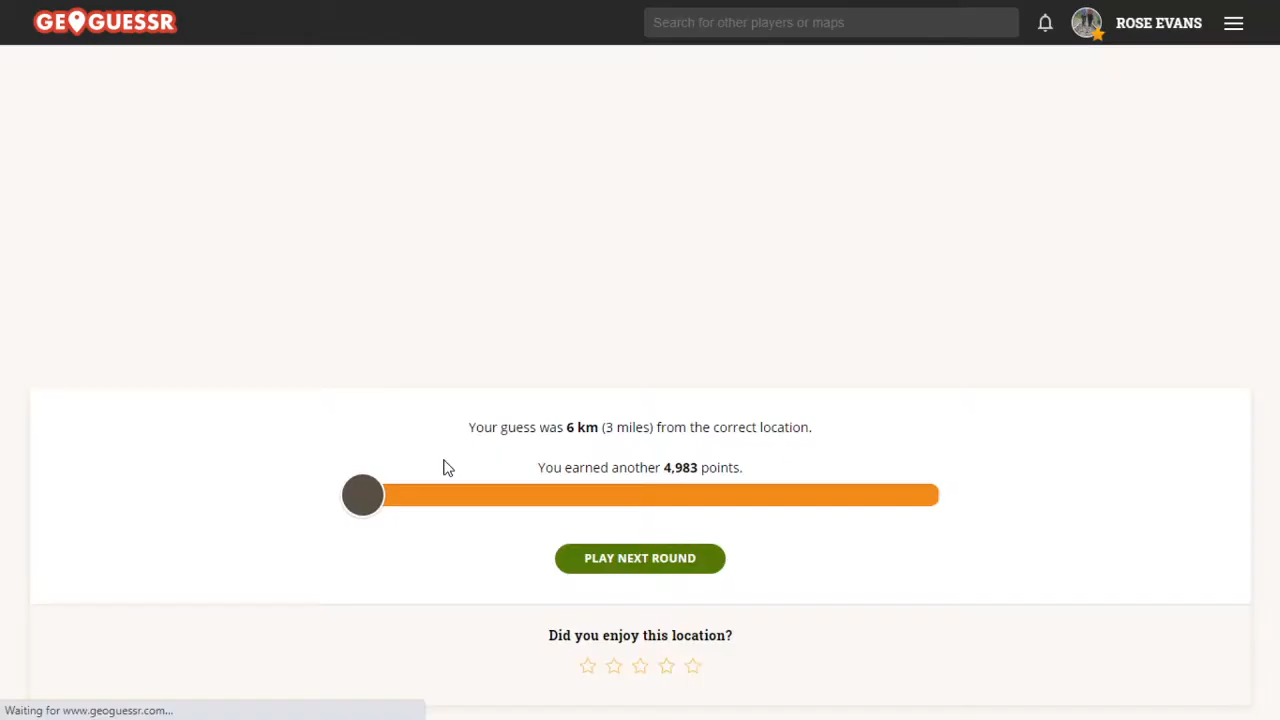 GEOGUESSR
Search for other players or maps
ROSE EVANS
Your guess was 6 km (3 miles) from the correct location.
You earned another 4,983 points.
PLAY NEXT ROUND
Did you enjoy this location?
Waiting for www.geoguessr.com...